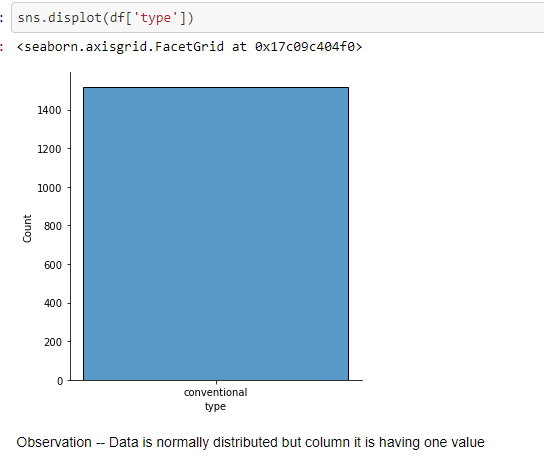 : sns.displot(df['type'])
: <seaborn.axisgrid.FacetGrid at 0x17c09c404f0>
1400
1200
1000
800
600
400
200
0
Count
conventional
type
Observation -- Data is normally distributed but column it is having one value